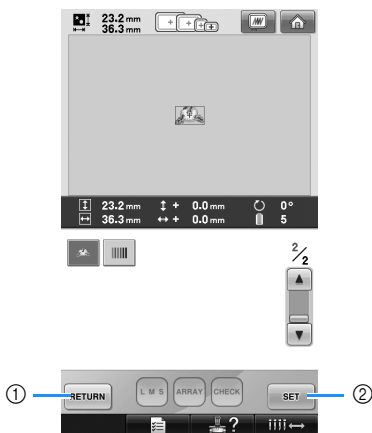 23.2 mm
36.3 mm
23.2 mm + 0.0 mm 0°
36.3 mm + 0.0 mm 5
2/2
① RETURN L M S ARRAY CHECK SET ②
?